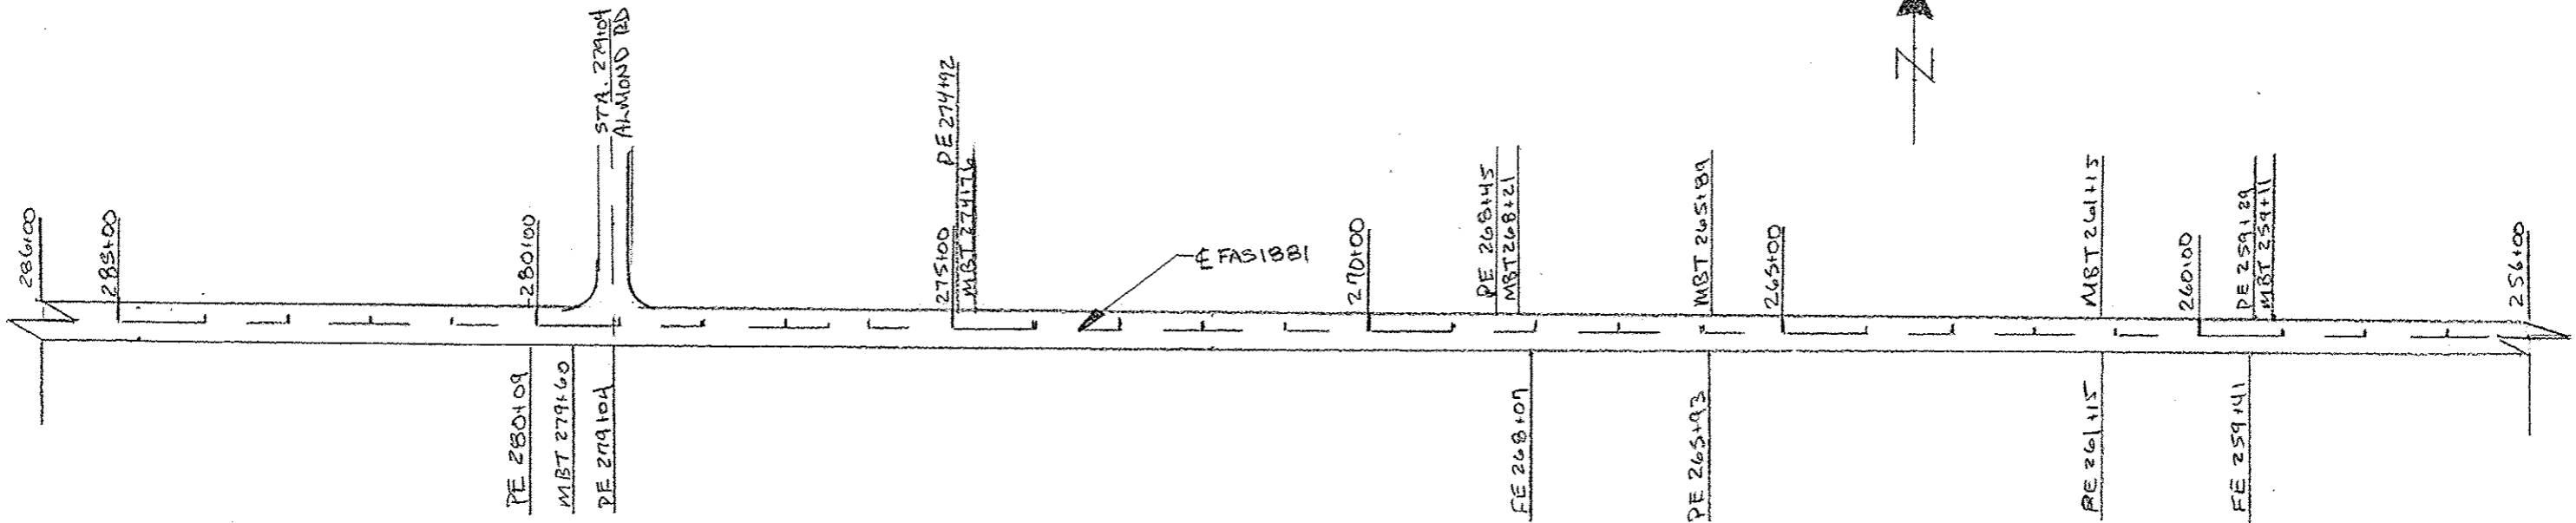 286+00
285+00
280+00
STA. 279+04
ALMOND RD
275+00
PE 274+92
MBT 274+76
℄ FAS 1881
270+00
PE 268+45
MBT 268+21
MBT 265+89
265+00
N
MBT 261+15
260+00
PE 259+29
MBT 259+11
256+00
PE 280+09
MBT 279+60
PE 279+04
FE 268+07
PE 265+93
PE 261+15
FE 259+41